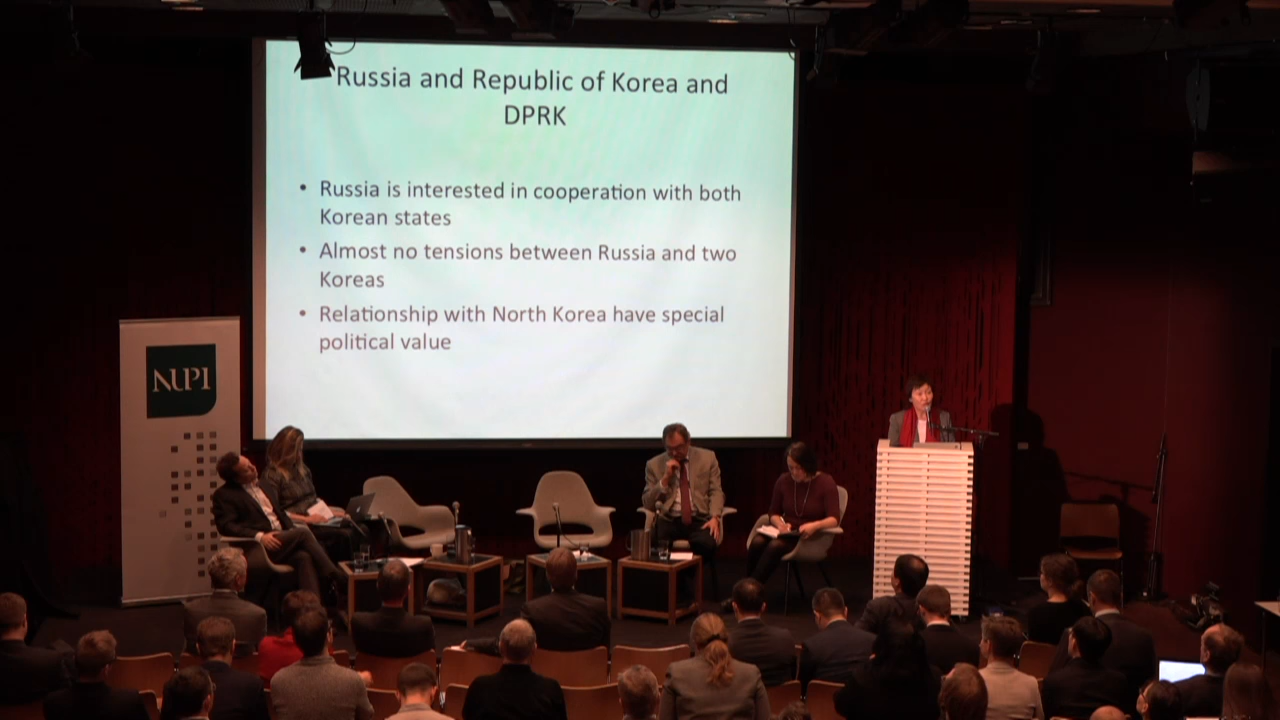 Russia and Republic of Korea and
DPRK
• Russia is interested in cooperation with both
Korean states
• Almost no tensions between Russia and two
Koreas
• Relationship with North Korea have special
political value
NUPI